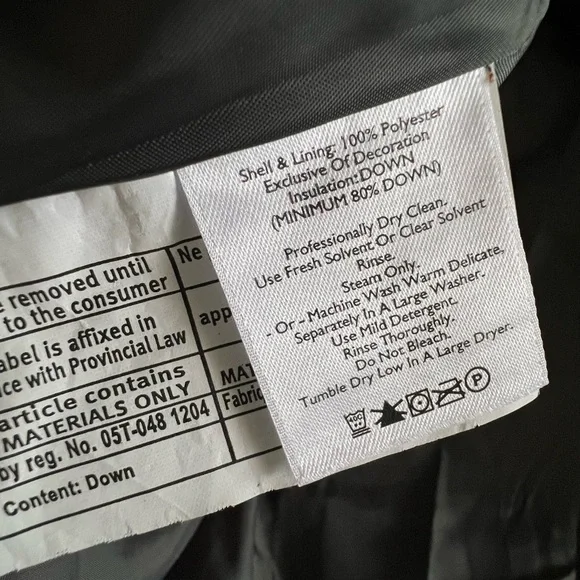 Shell & Lining: 100% Polyester
Exclusive Of Decoration
Insulation: DOWN
(MINIMUM 80% DOWN)
Professionally Dry Clean.
Use Fresh Solvent Or Clear Solvent
Rinse.
Steam Only.
- Or - Machine Wash Warm Delicate,
Separately In A Large Washer.
Use Mild Detergent.
Rinse Thoroughly.
Do Not Bleach.
Tumble Dry Low In A Large Dryer.
40C
P
removed until
to the consumer
Ne
abel is affixed in
ce with Provincial Law
app
article contains
MATERIALS ONLY
MAT
by reg. No. 05T-048 1204
Fabric
Content: Down